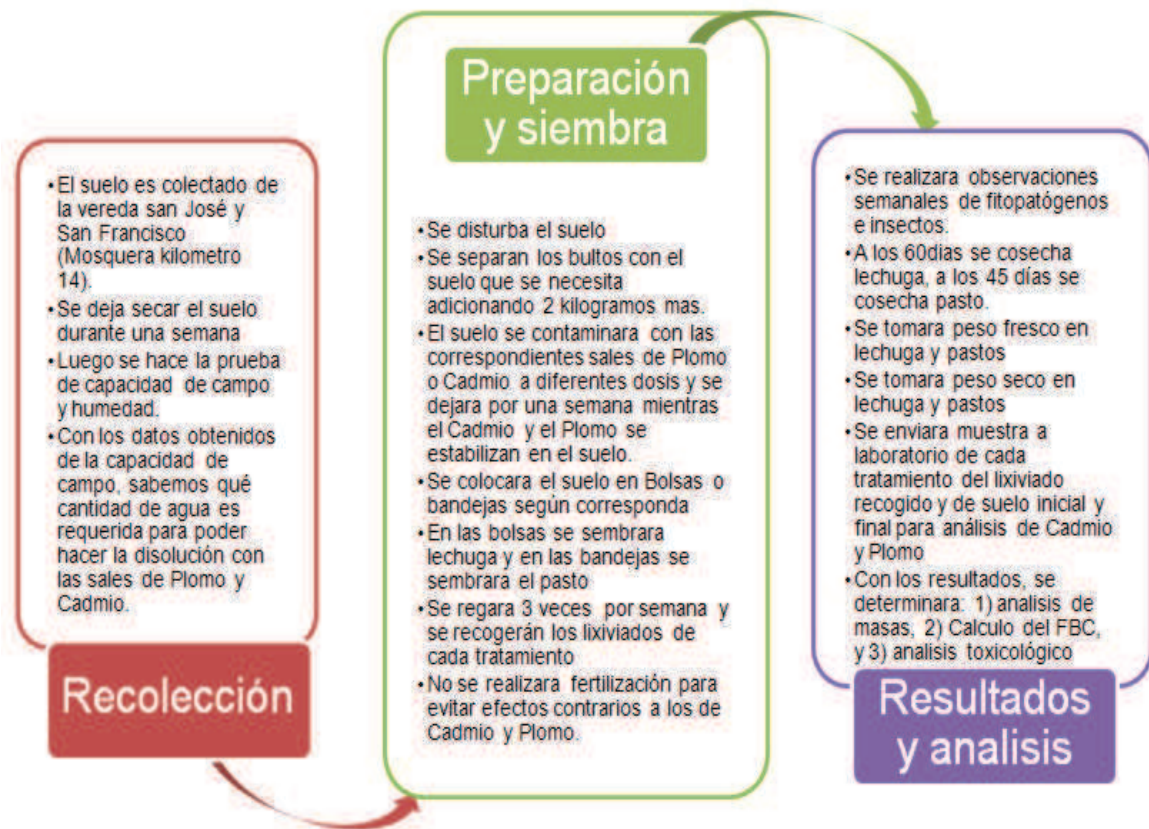 •El suelo es colectado de
la vereda san José y
San Francisco
(Mosquera kilometro
14).
•Se deja secar el suelo
durante una semana
•Luego se hace la prueba
de capacidad de campo
y humedad.
•Con los datos obtenidos
de la capacidad de
campo, sabemos qué
cantidad de agua es
requerida para poder
hacer la disolución con
las sales de Plomo y
Cadmio.
Recolección
Preparación
y siembra
•Se disturba el suelo
•Se separan los bultos con el
suelo que se necesita
adicionando 2 kilogramos mas.
•El suelo se contaminara con las
correspondientes sales de Plomo
o Cadmio a diferentes dosis y se
dejara por una semana mientras
el Cadmio y el Plomo se
estabilizan en el suelo.
•Se colocara el suelo en Bolsas o
bandejas según corresponda
•En las bolsas se sembrara
lechuga y en las bandejas se
sembrara el pasto
•Se regara 3 veces por semana y
se recogerán los lixiviados de
cada tratamiento
•No se realizara fertilización para
evitar efectos contrarios a los de
Cadmio y Plomo.
•Se realizara observaciones
semanales de fitopatógenos
e insectos.
•A los 60dias se cosecha
lechuga, a los 45 días se
cosecha pasto.
•Se tomara peso fresco en
lechuga y pastos
•Se tomara peso seco en
lechuga y pastos
•Se enviara muestra a
laboratorio de cada
tratamiento del lixiviado
recogido y de suelo inicial y
final para análisis de Cadmio
y Plomo
•Con los resultados, se
determinara: 1) analisis de
masas, 2) Calculo del FBC,
y 3) analisis toxicológico
Resultados
y analisis